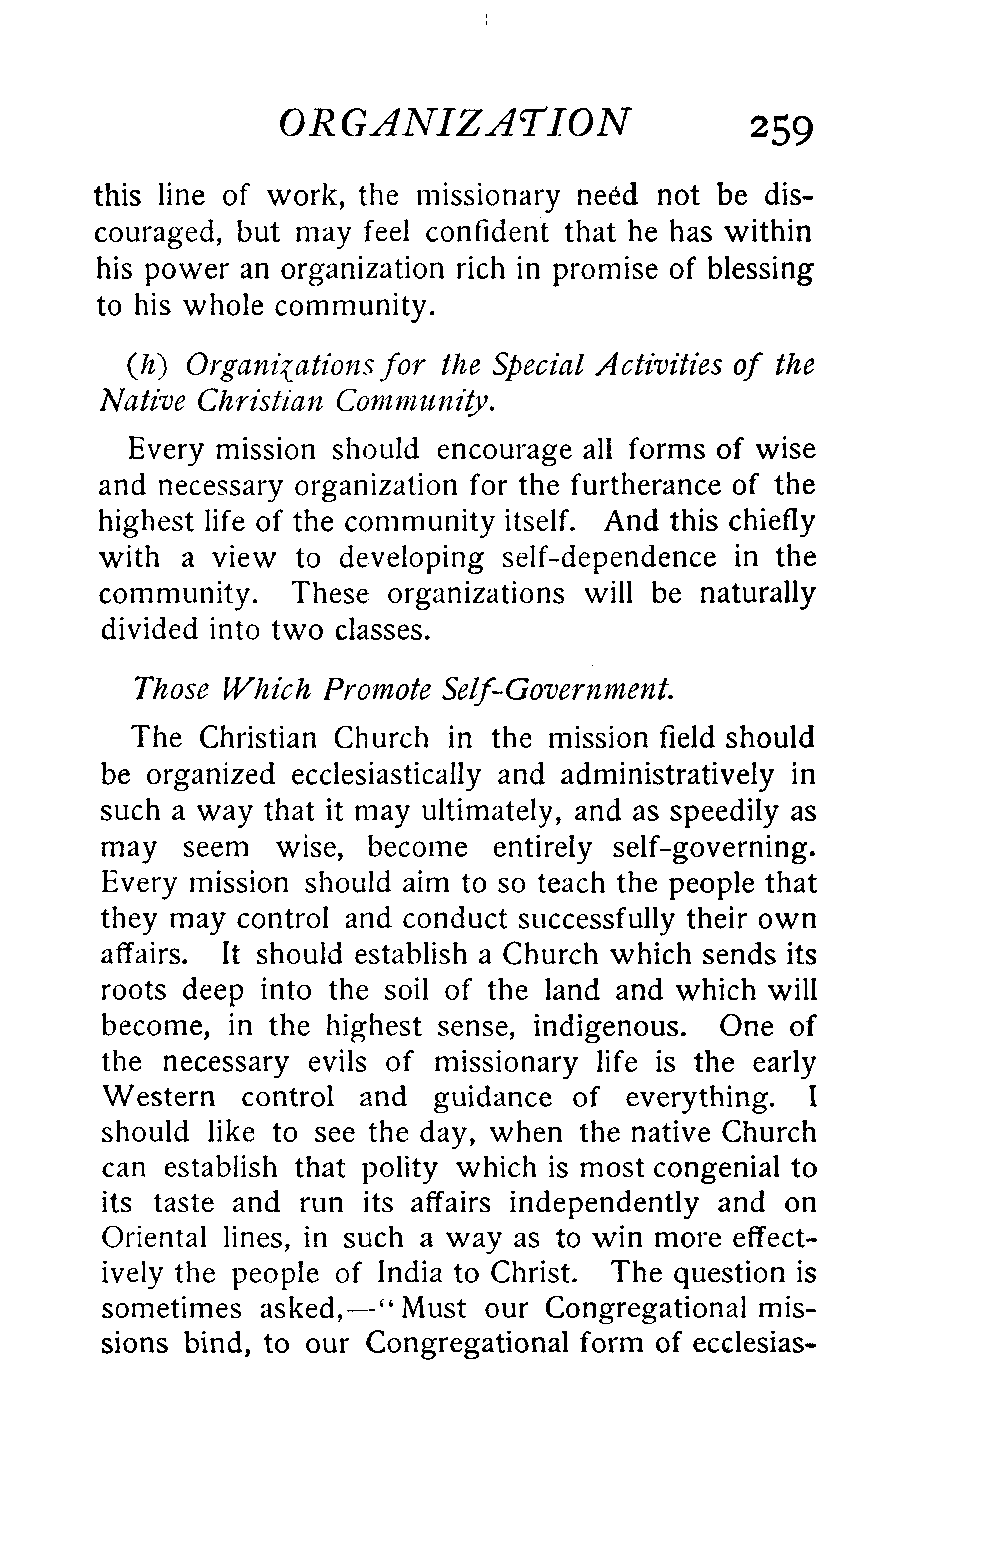 ORGANIZATION 259
this line of work, the missionary need not be dis-
couraged, but may feel confident that he has within
his power an organization rich in promise of blessing
to his whole community.
(h) Organizations for the Special Activities of the
Native Christian Community.
Every mission should encourage all forms of wise
and necessary organization for the furtherance of the
highest life of the community itself. And this chiefly
with a view to developing self-dependence in the
community. These organizations will be naturally
divided into two classes.
Those Which Promote Self-Government.
The Christian Church in the mission field should
be organized ecclesiastically and administratively in
such a way that it may ultimately, and as speedily as
may seem wise, become entirely self-governing.
Every mission should aim to so teach the people that
they may control and conduct successfully their own
affairs. It should establish a Church which sends its
roots deep into the soil of the land and which will
become, in the highest sense, indigenous. One of
the necessary evils of missionary life is the early
Western control and guidance of everything. I
should like to see the day, when the native Church
can establish that polity which is most congenial to
its taste and run its affairs independently and on
Oriental lines, in such a way as to win more effect-
ively the people of India to Christ. The question is
sometimes asked,—“Must our Congregational mis-
sions bind, to our Congregational form of ecclesias-